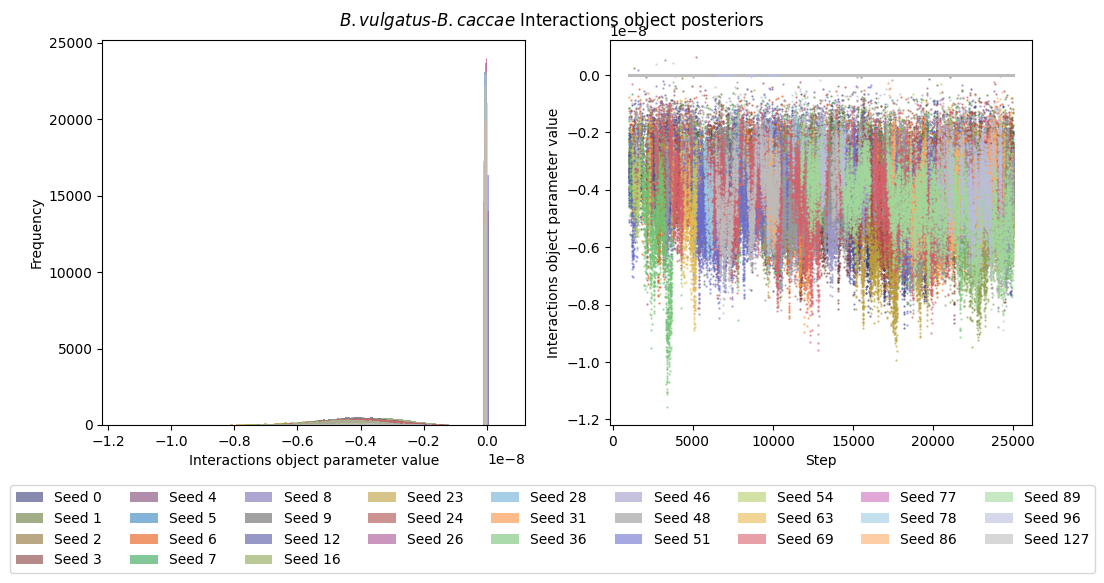 B.vulgatus-B.caccae Interactions object posteriors
25000
20000
15000
10000
5000
0
Frequency
−1.2 −1.0 −0.8 −0.6 −0.4 −0.2 0.0
1e−8
Interactions object parameter value
1e−8
0.0
−0.2
−0.4
−0.6
−0.8
−1.0
−1.2
Interactions object parameter value
0 5000 10000 15000 20000 25000
Step
Seed 0 Seed 4 Seed 8 Seed 23 Seed 28 Seed 46 Seed 54 Seed 77 Seed 89
Seed 1 Seed 5 Seed 9 Seed 24 Seed 31 Seed 48 Seed 63 Seed 78 Seed 96
Seed 2 Seed 6 Seed 12 Seed 26 Seed 36 Seed 51 Seed 69 Seed 86 Seed 127
Seed 3 Seed 7 Seed 16